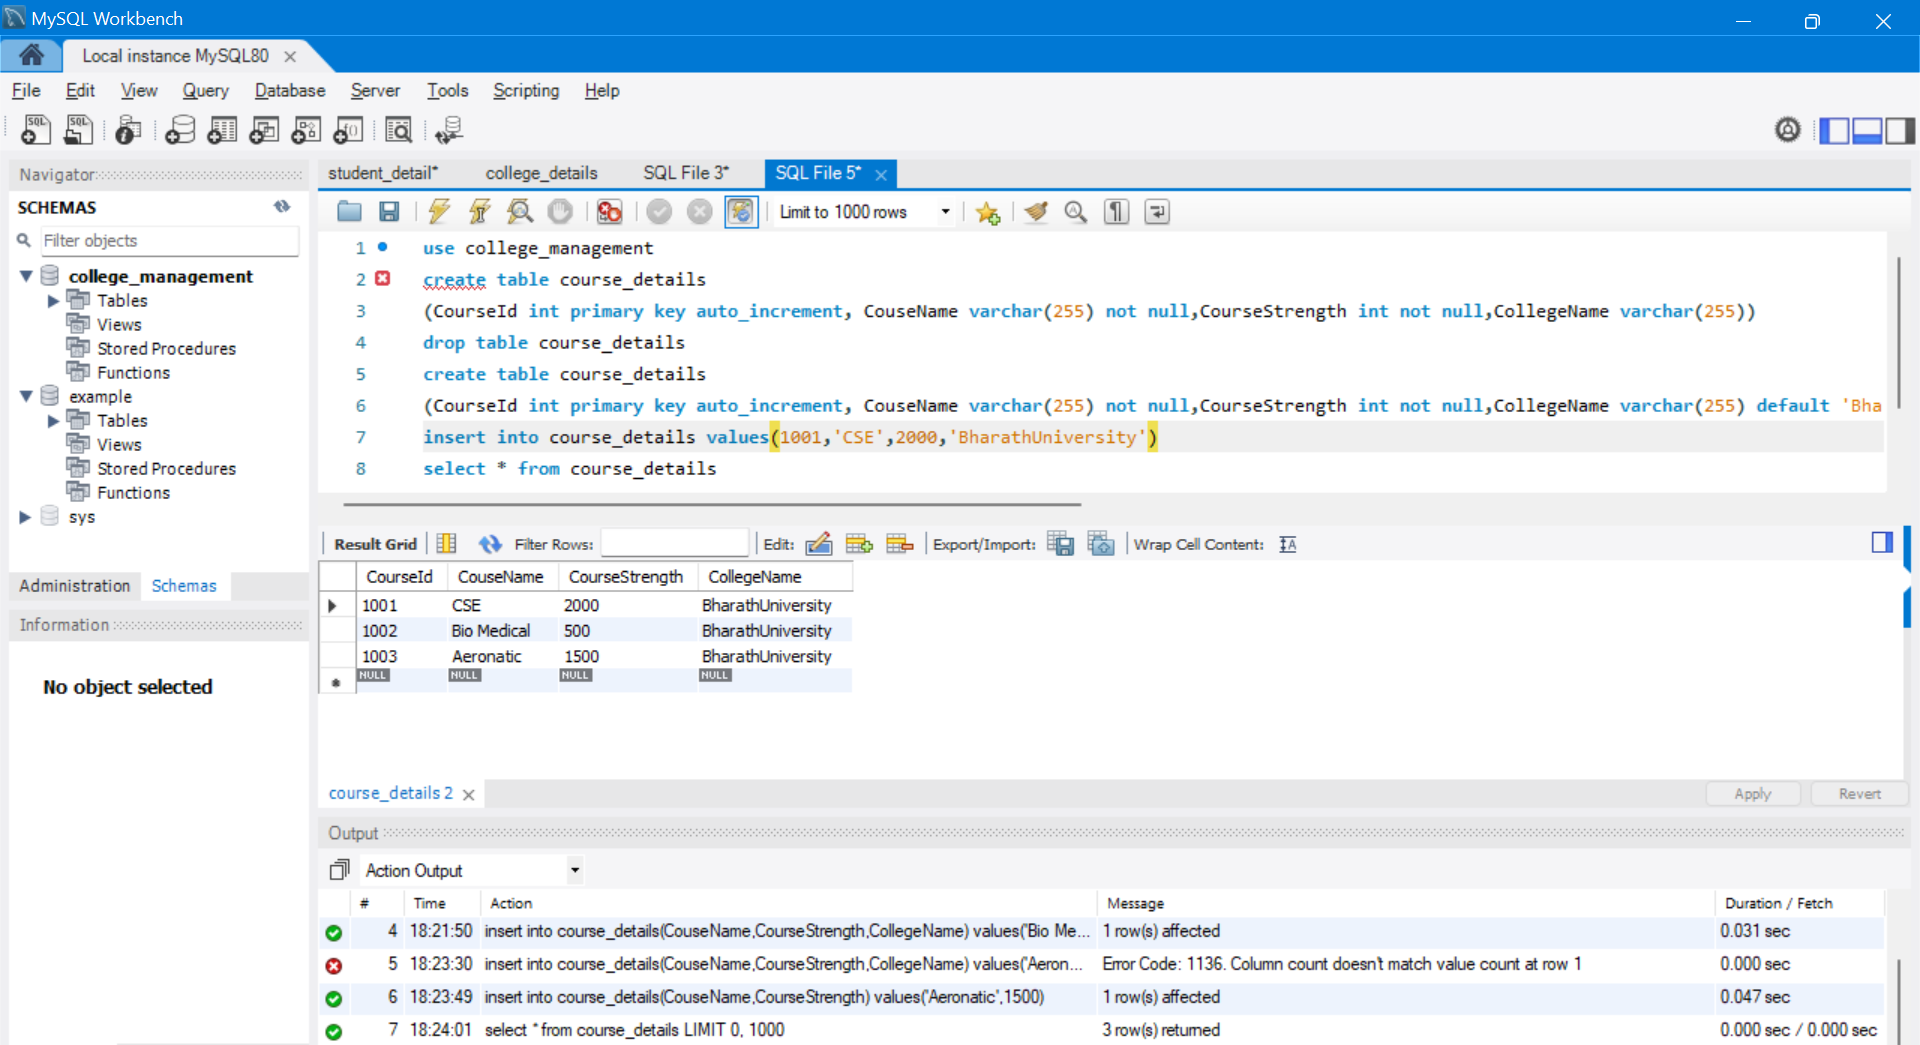 MySQL Workbench
Local instance MySQL80
File Edit View Query Database Server Tools Scripting Help
Navigator
SCHEMAS
Filter objects
college_management
Tables
Views
Stored Procedures
Functions
example
Tables
Views
Stored Procedures
Functions
sys
Administration Schemas
Information
No object selected
student_detail* college_details SQL File 3* SQL File 5*
Limit to 1000 rows
1 use college_management
2 create table course_details
3 (CourseId int primary key auto_increment, CouseName varchar(255) not null,CourseStrength int not null,CollegeName varchar(255))
4 drop table course_details
5 create table course_details
6 (CourseId int primary key auto_increment, CouseName varchar(255) not null,CourseStrength int not null,CollegeName varchar(255) default 'Bha
7 insert into course_details values(1001,'CSE',2000,'BharathUniversity')
8 select * from course_details
Result Grid Filter Rows: Edit: Export/Import: Wrap Cell Content:
CourseId CouseName CourseStrength CollegeName
1001 CSE 2000 BharathUniversity
1002 Bio Medical 500 BharathUniversity
1003 Aeronatic 1500 BharathUniversity
NULL NULL NULL NULL
course_details 2
Apply Revert
Output
Action Output
# Time Action Message Duration / Fetch
4 18:21:50 insert into course_details(CouseName,CourseStrength,CollegeName) values('Bio Me... 1 row(s) affected 0.031 sec
5 18:23:30 insert into course_details(CouseName,CourseStrength,CollegeName) values('Aeron... Error Code: 1136. Column count doesn't match value count at row 1 0.000 sec
6 18:23:49 insert into course_details(CouseName,CourseStrength) values('Aeronatic',1500) 1 row(s) affected 0.047 sec
7 18:24:01 select * from course_details LIMIT 0, 1000 3 row(s) returned 0.000 sec / 0.000 sec